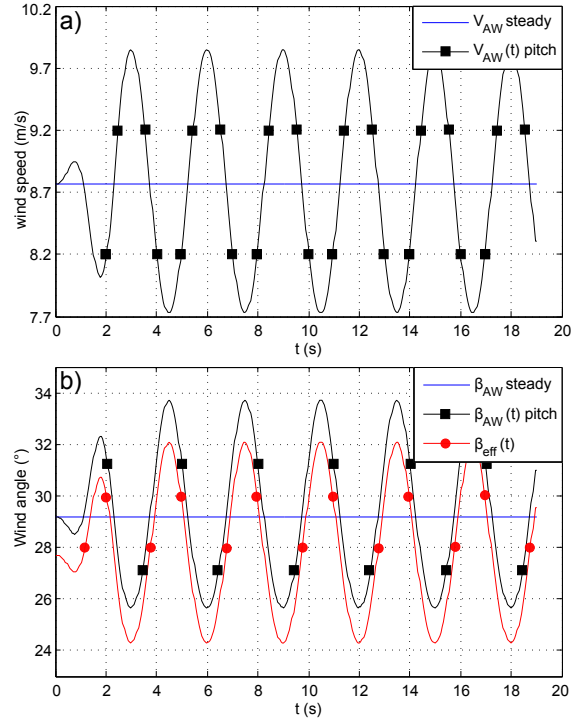 a)
V_AW steady
V_AW(t) pitch
wind speed (m/s)
10.2
9.7
9.2
8.7
8.2
7.7
0 2 4 6 8 10 12 14 16 18 20
t (s)
b)
β_AW steady
β_AW(t) pitch
β_eff(t)
Wind angle (°)
34
32
30
28
26
24
0 2 4 6 8 10 12 14 16 18 20
t (s)